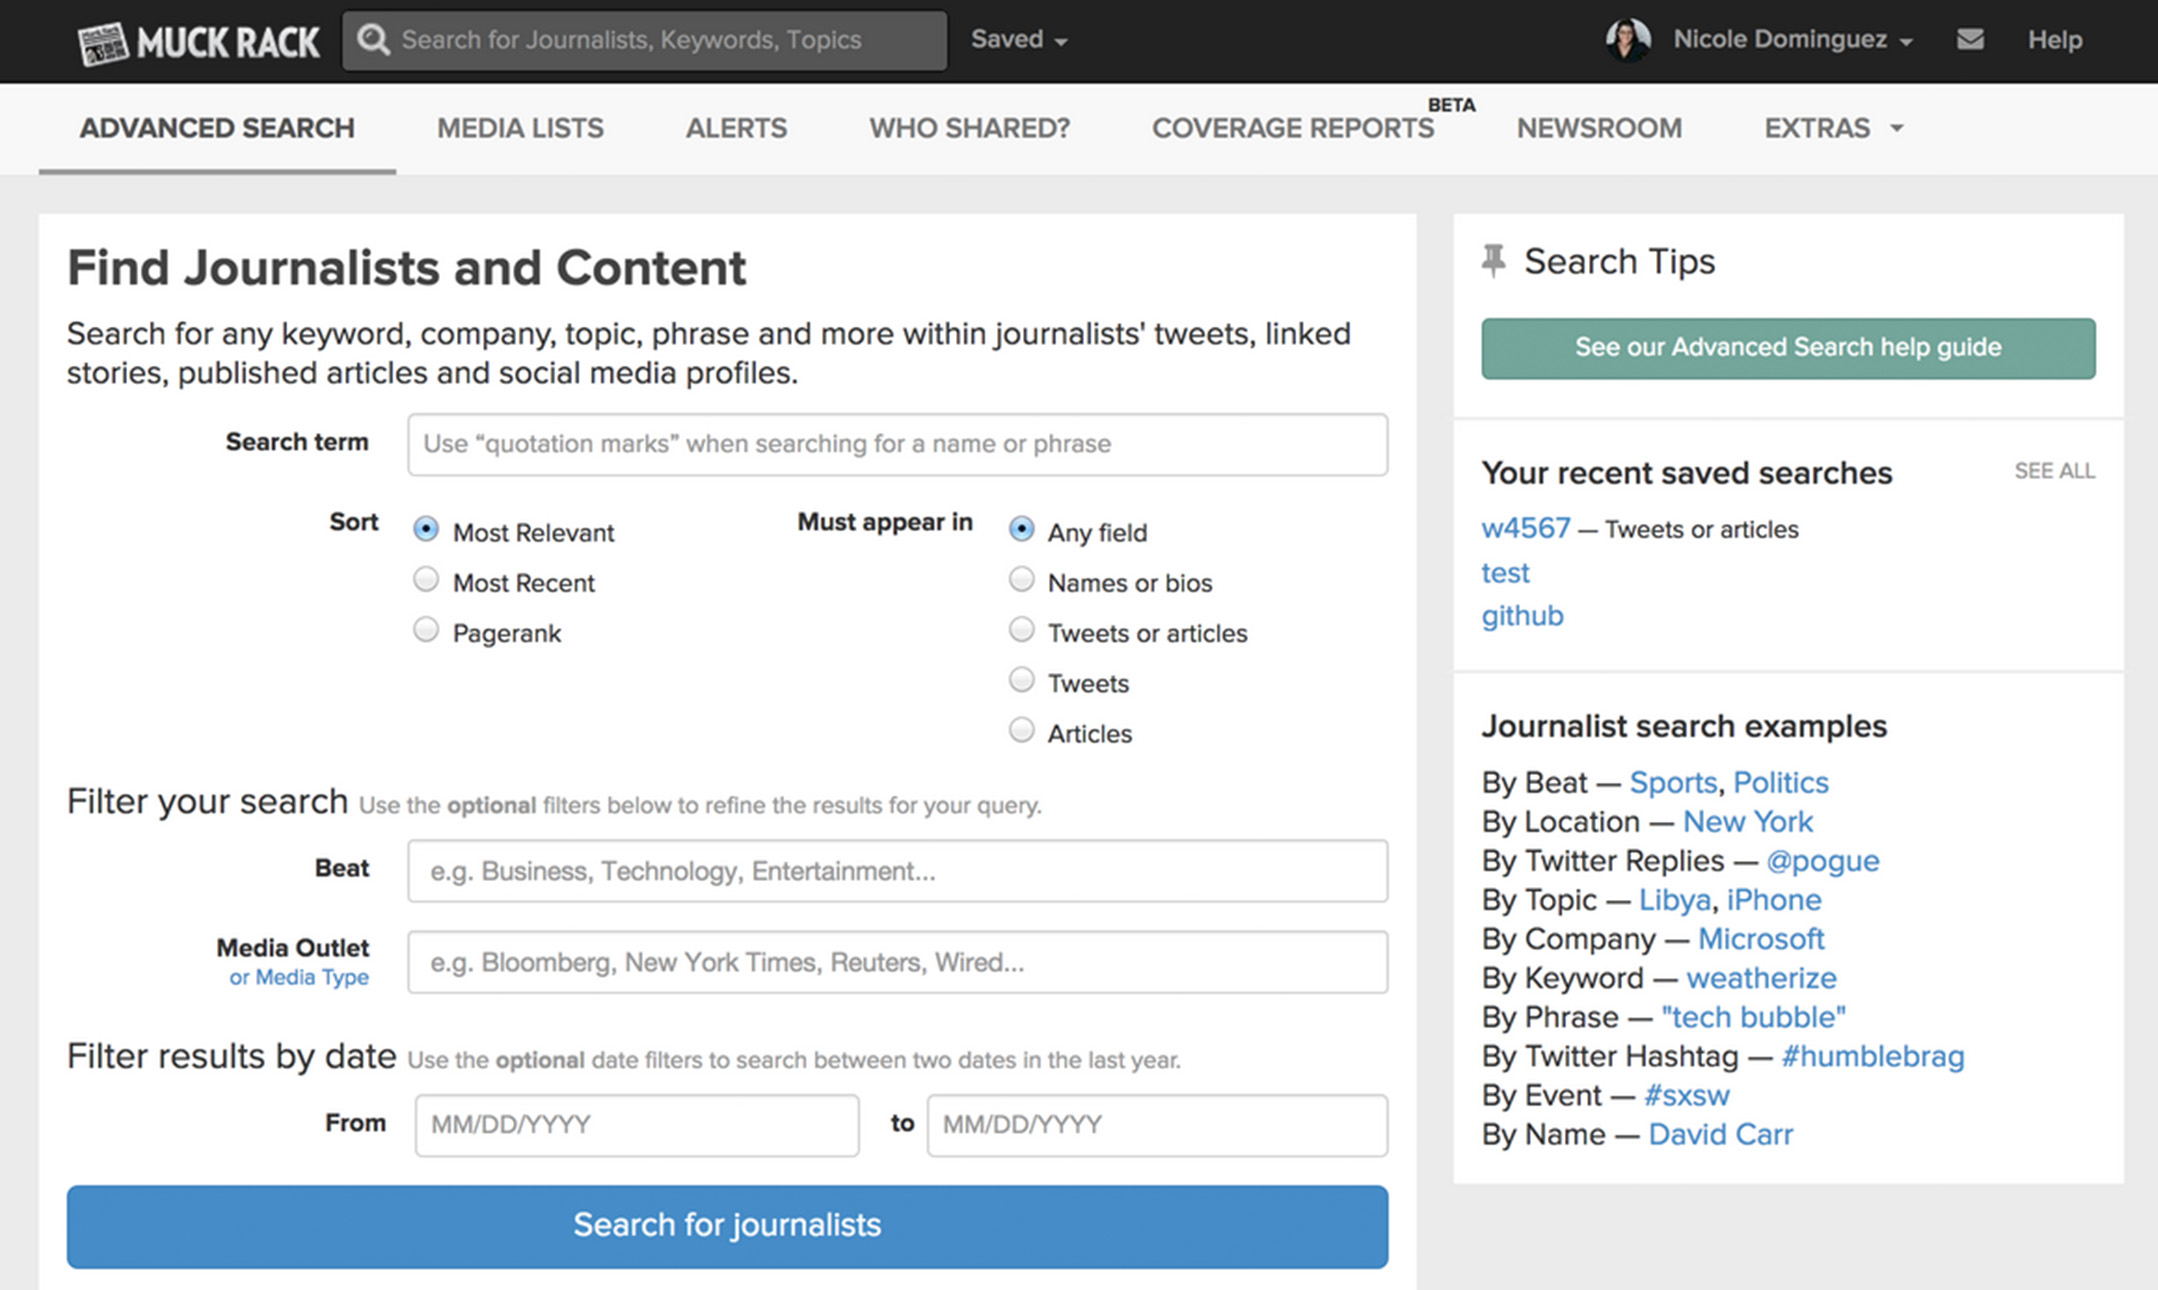 MUCK RACK
Search for Journalists, Keywords, Topics
Saved
Nicole Dominguez
Help
ADVANCED SEARCH
MEDIA LISTS
ALERTS
WHO SHARED?
COVERAGE REPORTS BETA
NEWSROOM
EXTRAS
Find Journalists and Content
Search for any keyword, company, topic, phrase and more within journalists' tweets, linked
stories, published articles and social media profiles.
Search term
Use “quotation marks” when searching for a name or phrase
Sort
Most Relevant
Most Recent
Pagerank
Must appear in
Any field
Names or bios
Tweets or articles
Tweets
Articles
Filter your search Use the optional filters below to refine the results for your query.
Beat
e.g. Business, Technology, Entertainment...
Media Outlet
or Media Type
e.g. Bloomberg, New York Times, Reuters, Wired...
Filter results by date Use the optional date filters to search between two dates in the last year.
From
MM/DD/YYYY
to
MM/DD/YYYY
Search for journalists
Search Tips
See our Advanced Search help guide
Your recent saved searches
SEE ALL
w4567 — Tweets or articles
test
github
Journalist search examples
By Beat — Sports, Politics
By Location — New York
By Twitter Replies — @pogue
By Topic — Libya, iPhone
By Company — Microsoft
By Keyword — weatherize
By Phrase — "tech bubble"
By Twitter Hashtag — #humblebrag
By Event — #sxsw
By Name — David Carr